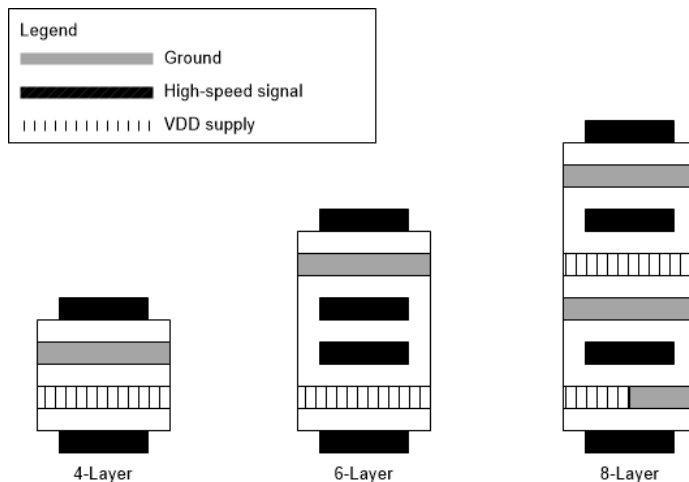 Legend
Ground
High-speed signal
VDD supply
4-Layer
6-Layer
8-Layer